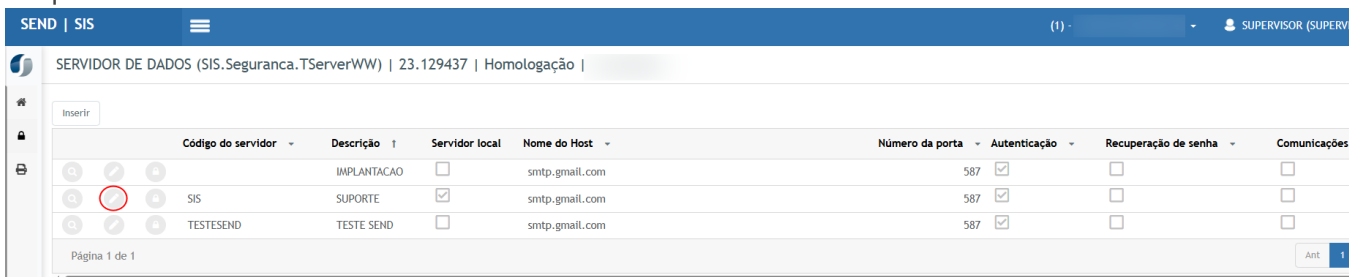 SEND | SIS
(1) -
SUPERVISOR (SUPERVI
SERVIDOR DE DADOS (SIS.Seguranca.TServerWW) | 23.129437 | Homologação |
Inserir
Código do servidor Descrição ↑ Servidor local Nome do Host Número da porta Autenticação Recuperação de senha Comunicações
IMPLANTACAO smtp.gmail.com 587
SIS SUPORTE smtp.gmail.com 587
TESTESEND TESTE SEND smtp.gmail.com 587
Página 1 de 1 Ant 1